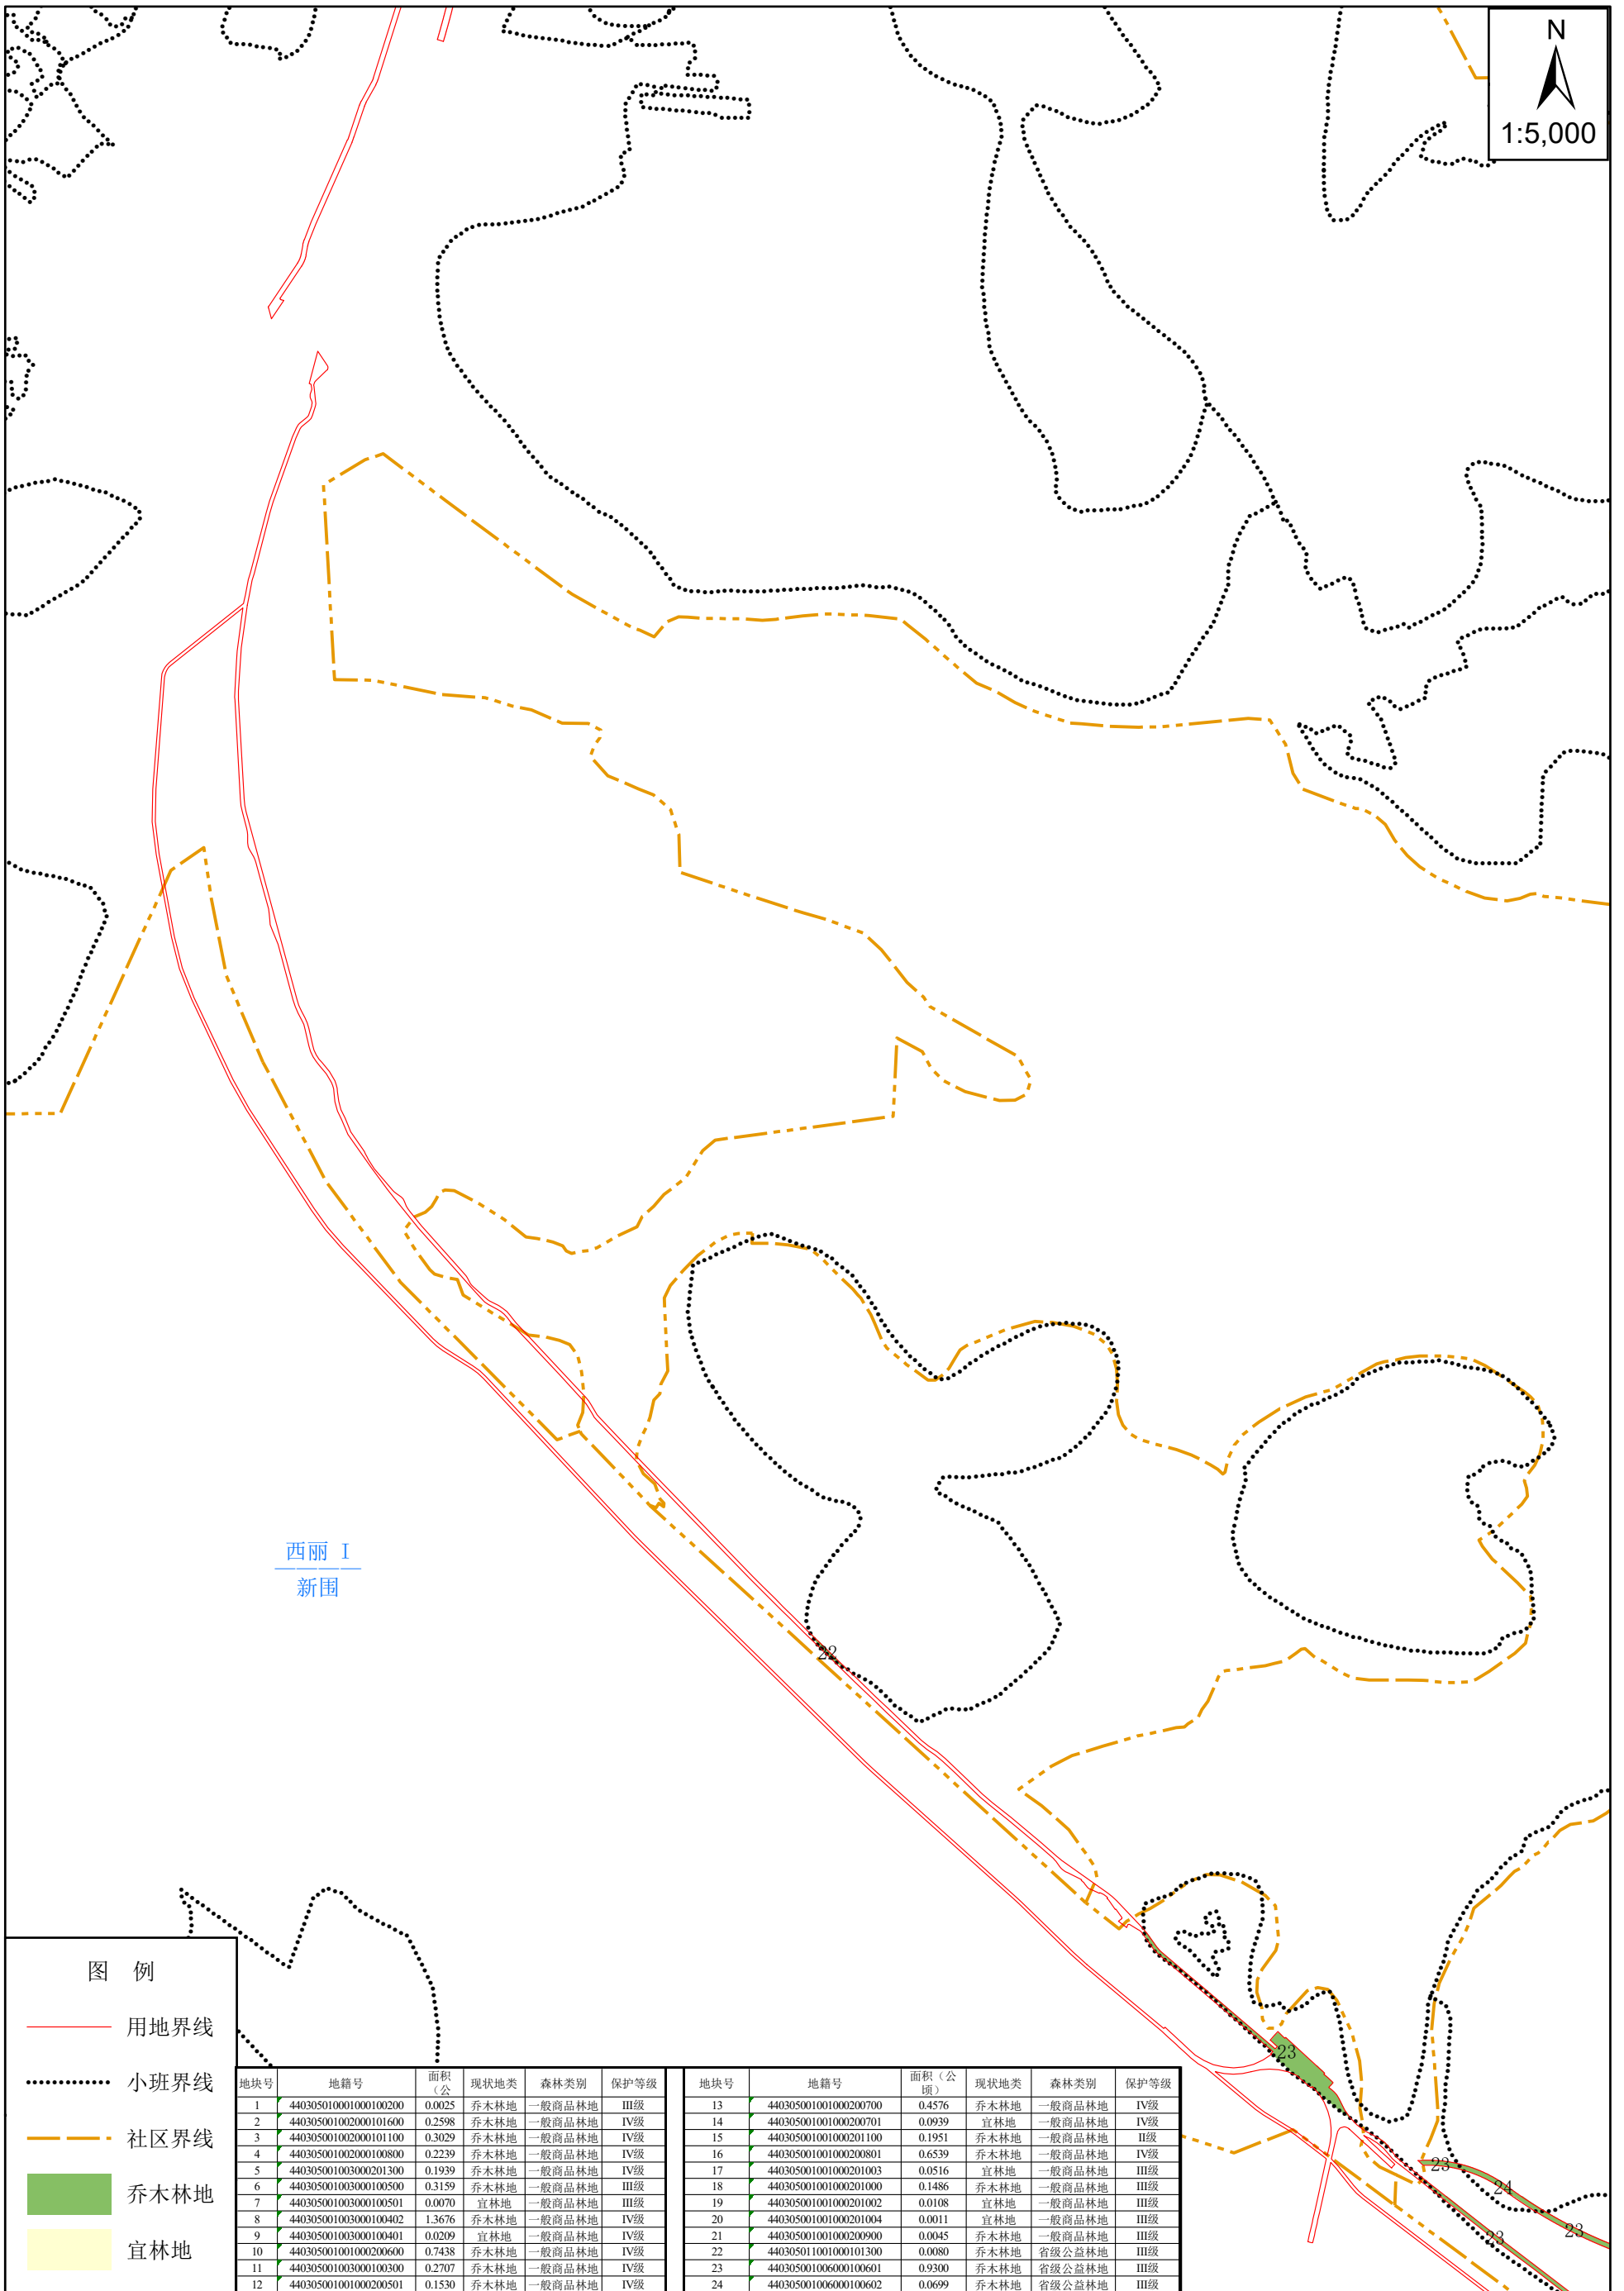 N
1:5,000
西丽 I
新围
22
23
23
24
23
23
图 例
用地界线
小班界线
社区界线
乔木林地
宜林地
地块号 地籍号 面积（公 现状地类 森林类别 保护等级
1 440305010001000100200 0.0025 乔木林地 一般商品林地 III级
2 440305001002000101600 0.2598 乔木林地 一般商品林地 IV级
3 440305001002000101100 0.3029 乔木林地 一般商品林地 IV级
4 440305001002000100800 0.2239 乔木林地 一般商品林地 IV级
5 440305001003000201300 0.1939 乔木林地 一般商品林地 IV级
6 440305001003000100500 0.3159 乔木林地 一般商品林地 III级
7 440305001003000100501 0.0070 宜林地 一般商品林地 III级
8 440305001003000100402 1.3676 乔木林地 一般商品林地 IV级
9 440305001003000100401 0.0209 宜林地 一般商品林地 IV级
10 440305001001000200600 0.7438 乔木林地 一般商品林地 IV级
11 440305001003000100300 0.2707 乔木林地 一般商品林地 IV级
12 440305001001000200501 0.1530 乔木林地 一般商品林地 IV级
地块号 地籍号 面积（公顷） 现状地类 森林类别 保护等级
13 440305001001000200700 0.4576 乔木林地 一般商品林地 IV级
14 440305001001000200701 0.0939 宜林地 一般商品林地 IV级
15 440305001001000201100 0.1951 乔木林地 一般商品林地 II级
16 440305001001000200801 0.6539 乔木林地 一般商品林地 IV级
17 440305001001000201003 0.0516 宜林地 一般商品林地 III级
18 440305001001000201000 0.1486 乔木林地 一般商品林地 III级
19 440305001001000201002 0.0108 宜林地 一般商品林地 III级
20 440305001001000201004 0.0011 宜林地 一般商品林地 III级
21 440305001001000200900 0.0045 乔木林地 一般商品林地 III级
22 440305011001000101300 0.0080 乔木林地 省级公益林地 III级
23 440305001006000100601 0.9300 乔木林地 省级公益林地 III级
24 440305001006000100602 0.0699 乔木林地 省级公益林地 III级